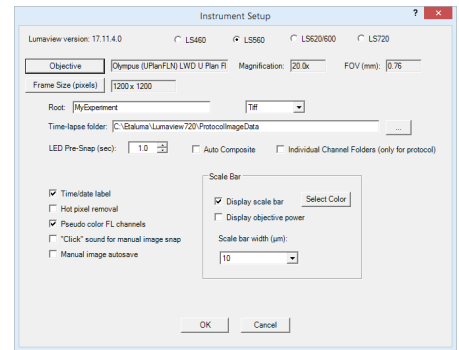 Instrument Setup
? ×
Lumaview version: 17.11.4.0 LS460 LS560 LS620/600 LS720
Objective Olympus (UPlanFLN) LWD U Plan Fl Magnification: 20.0x FOV (mm): 0.76
Frame Size (pixels) 1200 x 1200
Root: MyExperiment Tiff
Time-lapse folder: C:\Etaluma\Lumaview720\ProtocolImageData ...
LED Pre-Snap (sec): 1.0 Auto Composite Individual Channel Folders (only for protocol)
Scale Bar
Time/date label
Display scale bar Select Color
Hot pixel removal
Display objective power
Pseudo color FL channels
"Click" sound for manual image snap
Scale bar width (µm):
Manual image autosave
10
OK Cancel